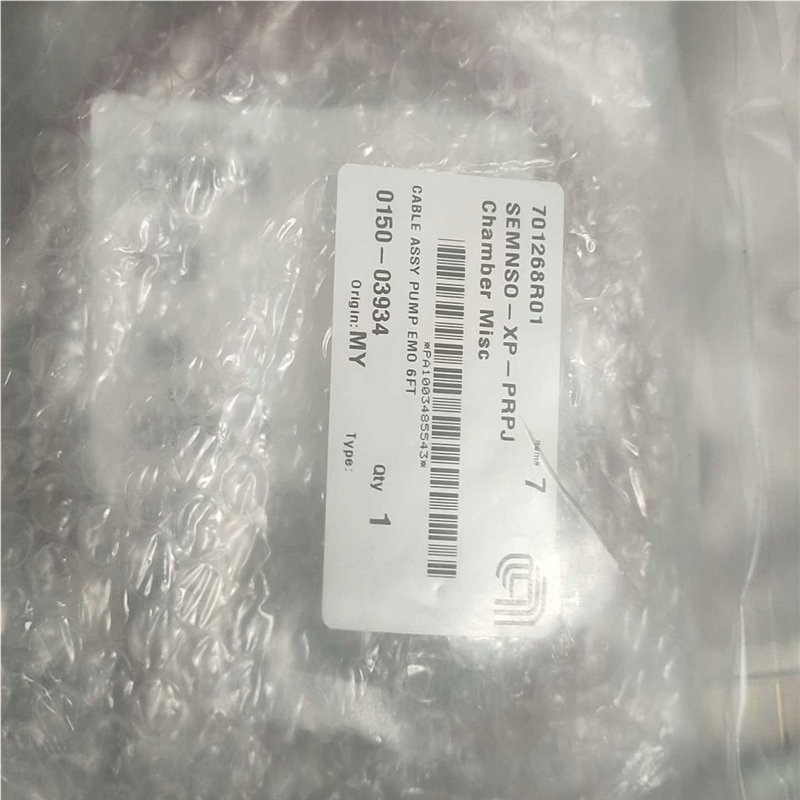 701268R01
SEMNSO-XP-PRPJ
7
Chamber Misc
*PA1003485543*
CABLE ASSY PUMP EMO 6FT
0150-03934
Qty 1
Origin: MY
Type: